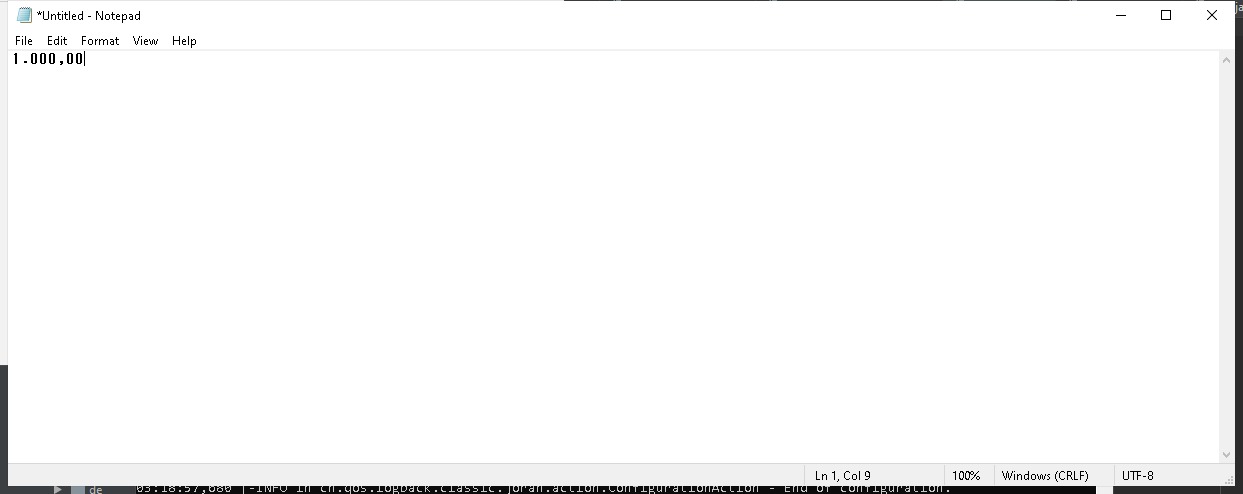 *Untitled - Notepad
File Edit Format View Help
1.000,00
Ln 1, Col 9 100% Windows (CRLF) UTF-8
de 03:18:57,680 |-INFO in ch.qos.logback.classic.joran.action.ConfigurationAction - End of configuration.